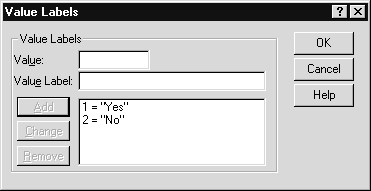 Value Labels
Value Labels
Value:
Value Label:
Add
Change
Remove
1 = "Yes"
2 = "No"
OK
Cancel
Help